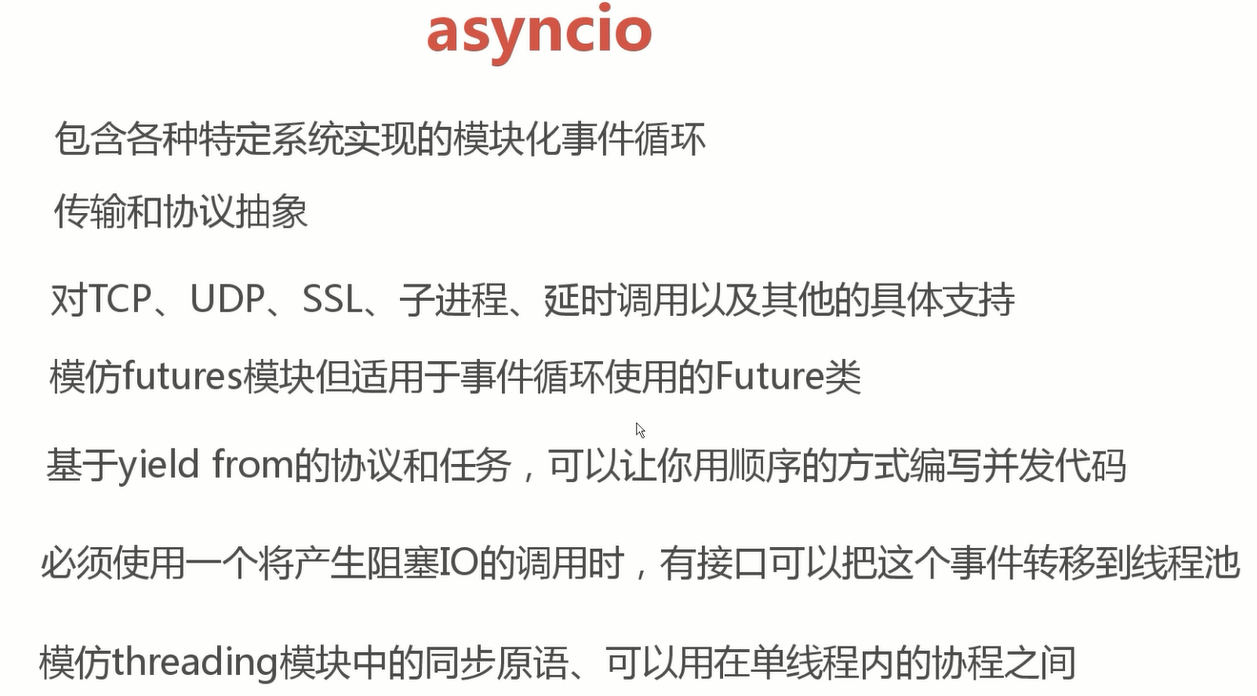 asyncio
包含各种特定系统实现的模块化事件循环
传输和协议抽象
对TCP、UDP、SSL、子进程、延时调用以及其他的具体支持
模仿futures模块但适用于事件循环使用的Future类
基于yield from的协议和任务，可以让你用顺序的方式编写并发代码
必须使用一个将产生阻塞IO的调用时，有接口可以把这个事件转移到线程池
模仿threading模块中的同步原语、可以用在单线程内的协程之间